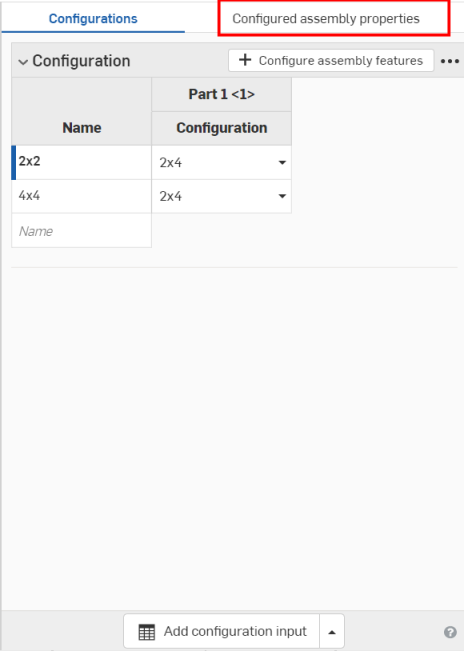 Configurations Configured assembly properties
Configuration + Configure assembly features
Part 1 <1>
Name Configuration
2x2 2x4
4x4 2x4
Name
Add configuration input